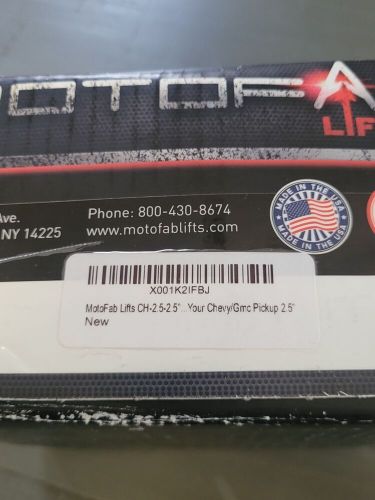 MOTOFA
LIF
Ave.
NY 14225
Phone: 800-430-8674
www.motofablifts.com
MADE IN THE USA
MADE IN THE USA
X001K2IFBJ
MotoFab Lifts CH-2.5-2.5"...Your Chevy/Gmc Pickup 2.5"
New